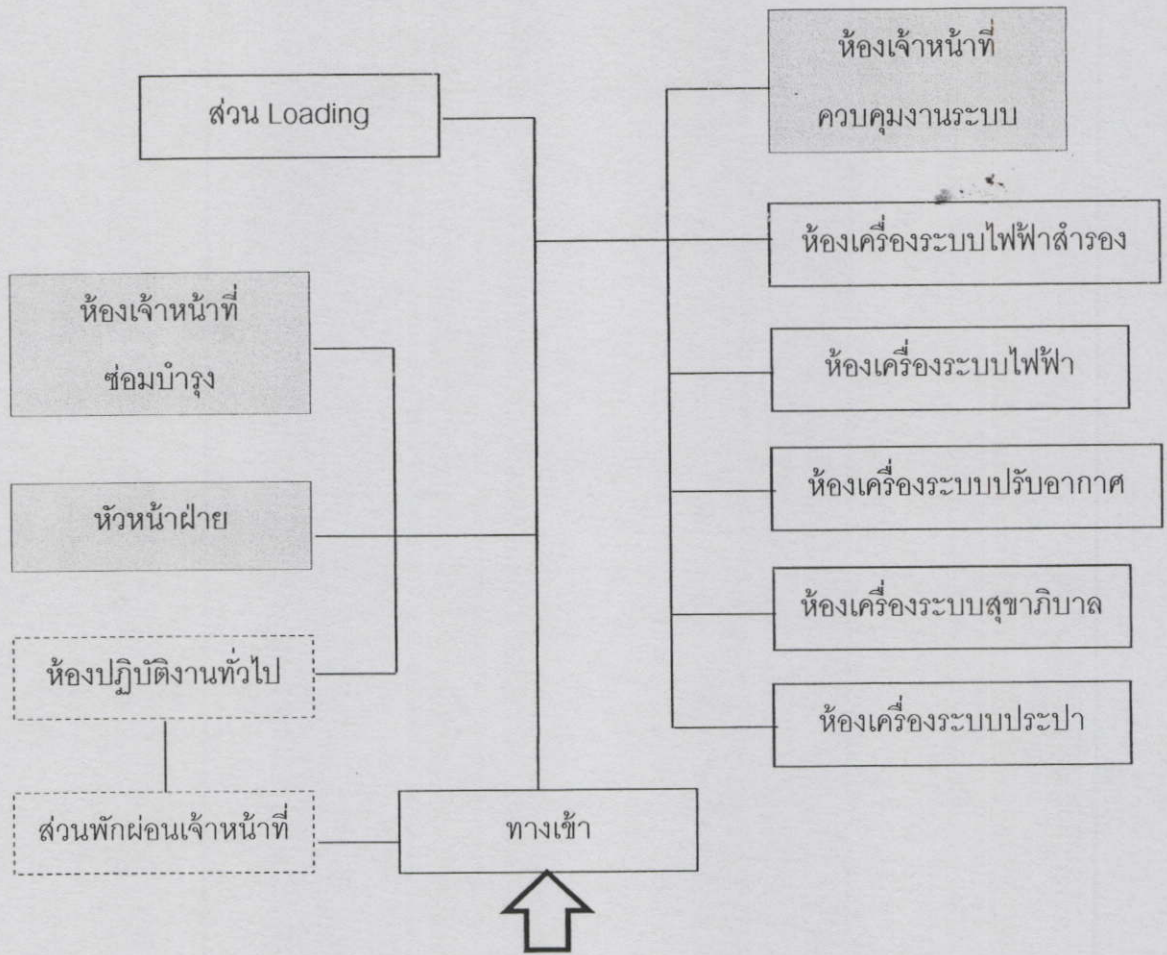 ส่วน Loading
ห้องเจ้าหน้าที่
ซ่อมบำรุง
หัวหน้าฝ่าย
ห้องปฏิบัติงานทั่วไป
ส่วนพักผ่อนเจ้าหน้าที่
ทางเข้า
ห้องเจ้าหน้าที่
ควบคุมงานระบบ
ห้องเครื่องระบบไฟฟ้าสำรอง
ห้องเครื่องระบบไฟฟ้า
ห้องเครื่องระบบปรับอากาศ
ห้องเครื่องระบบสุขาภิบาล
ห้องเครื่องระบบประปา